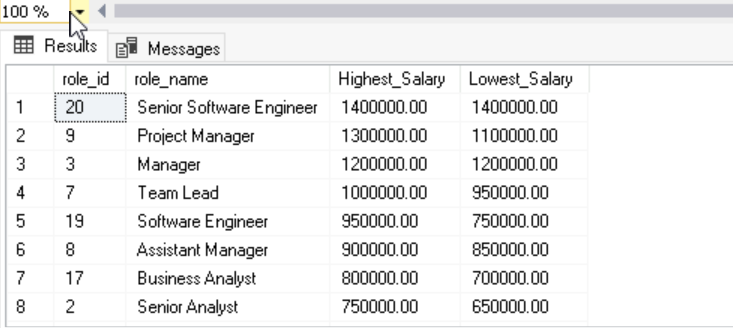 100 %
Results Messages
role_id role_name Highest_Salary Lowest_Salary
1 20 Senior Software Engineer 1400000.00 1400000.00
2 9 Project Manager 1300000.00 1100000.00
3 3 Manager 1200000.00 1200000.00
4 7 Team Lead 1000000.00 950000.00
5 19 Software Engineer 950000.00 750000.00
6 8 Assistant Manager 900000.00 850000.00
7 17 Business Analyst 800000.00 700000.00
8 2 Senior Analyst 750000.00 650000.00